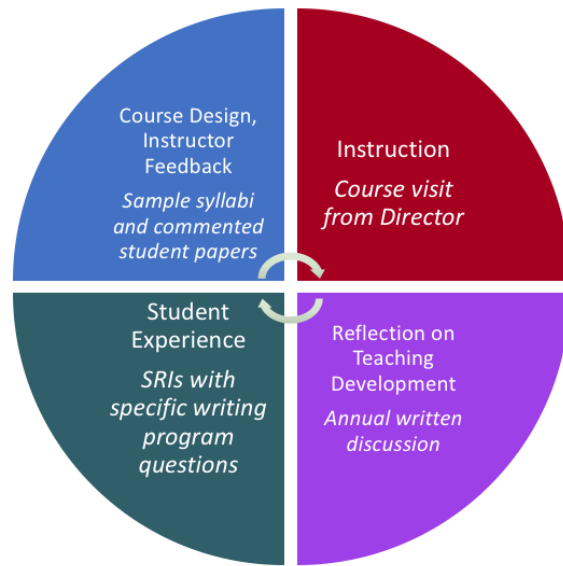 Course Design,
Instructor
Feedback
Sample syllabi
and commented
student papers
Instruction
Course visit
from Director
Student
Experience
SRIs with
specific writing
program
questions
Reflection on
Teaching
Development
Annual written
discussion